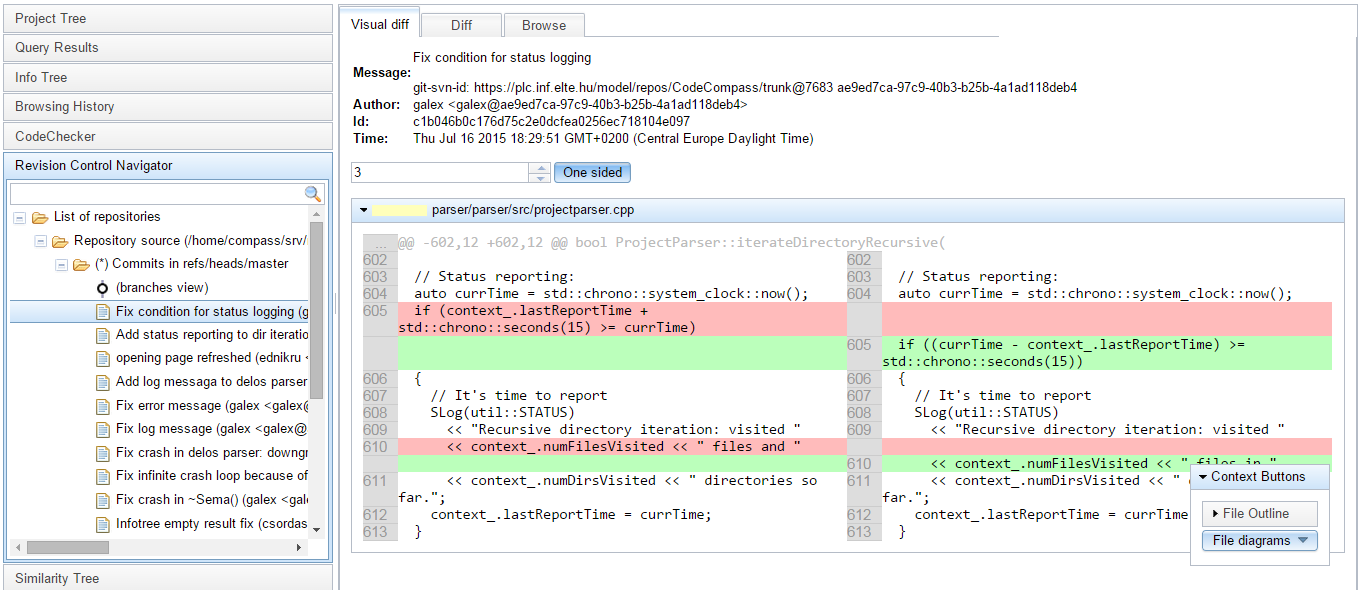 Project Tree
Query Results
Info Tree
Browsing History
CodeChecker
Revision Control Navigator
List of repositories
Repository source (/home/compass/srv/
(*) Commits in refs/heads/master
(branches view)
Fix condition for status logging (g
Add status reporting to dir iteratio
opening page refreshed (ednikru <
Add log messaga to delos parser
Fix error message (galex <galex@
Fix log message (galex <galex@
Fix crash in delos parser: downgr
Fix infinite crash loop because of
Fix crash in ~Sema() (galex <gale
Infotree empty result fix (csordas
Similarity Tree
Visual diff
Diff
Browse
Fix condition for status logging
Message:
git-svn-id: https://plc.inf.elte.hu/model/repos/CodeCompass/trunk@7683 ae9ed7ca-97c9-40b3-b25b-4a1ad118deb4
Author: galex <galex@ae9ed7ca-97c9-40b3-b25b-4a1ad118deb4>
Id: c1b046b0c176d75c2e0dcfea0256ec718104e097
Time: Thu Jul 16 2015 18:29:51 GMT+0200 (Central Europe Daylight Time)
3 One sided
parser/parser/src/projectparser.cpp
... @@ -602,12 +602,12 @@ bool ProjectParser::iterateDirectoryRecursive(
602
603 // Status reporting:
604 auto currTime = std::chrono::system_clock::now();
605 if (context_.lastReportTime +
std::chrono::seconds(15) >= currTime)
606 {
607 // It's time to report
608 SLog(util::STATUS)
609 << "Recursive directory iteration: visited "
610 << context_.numFilesVisited << " files and "
611 << context_.numDirsVisited << " directories so
far.";
612 context_.lastReportTime = currTime;
613 }
602
603 // Status reporting:
604 auto currTime = std::chrono::system_clock::now();
605 if ((currTime - context_.lastReportTime) >=
std::chrono::seconds(15))
606 {
607 // It's time to report
608 SLog(util::STATUS)
609 << "Recursive directory iteration: visited "
610 << context_.numFilesVisited << " files in "
611 << context_.numDirsVisited << "
far.";
612 context_.lastReportTime = currTime
613 }
Context Buttons
File Outline
File diagrams